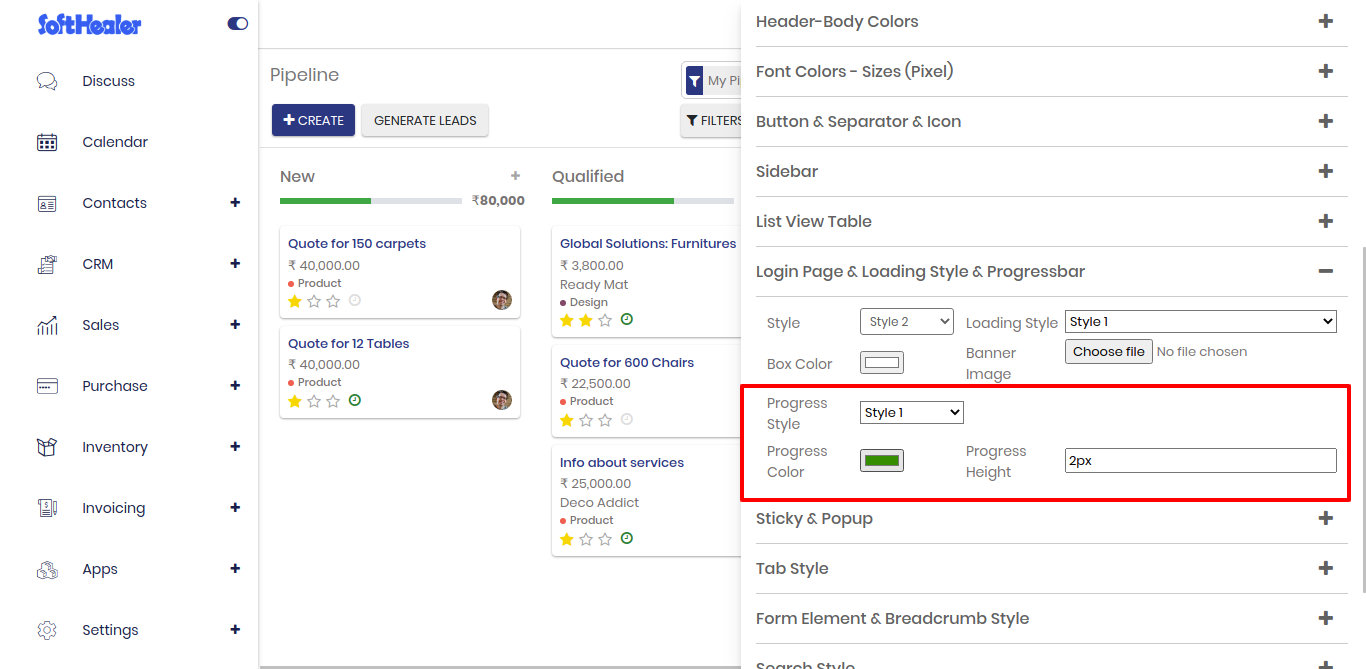 SoftHealer
Discuss
Calendar
Contacts
CRM
Sales
Purchase
Inventory
Invoicing
Apps
Settings
Pipeline
My Pi
CREATE
GENERATE LEADS
FILTERS
New
₹80,000
Quote for 150 carpets
₹ 40,000.00
Product
Quote for 12 Tables
₹ 40,000.00
Product
Qualified
Global Solutions: Furnitures
₹ 3,800.00
Ready Mat
Design
Quote for 600 Chairs
₹ 22,500.00
Product
Info about services
₹ 25,000.00
Deco Addict
Product
Header-Body Colors
Font Colors - Sizes (Pixel)
Button & Separator & Icon
Sidebar
List View Table
Login Page & Loading Style & Progressbar
Style Style 2 Loading Style Style 1
Box Color Banner Image Choose file No file chosen
Progress Style Style 1
Progress Color Progress Height 2px
Sticky & Popup
Tab Style
Form Element & Breadcrumb Style
Search Style